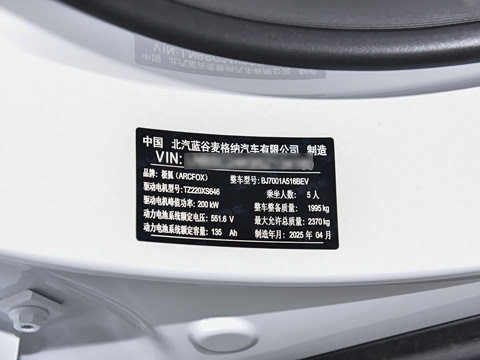 中国 北汽蓝谷麦格纳汽车有限公司 制造
VIN:
品牌：极狐（ARCFOX） 整车型号：BJ7001A516BEV
驱动电机型号：TZ220XS646 乘坐人数： 5 人
驱动电机峰值功率：200 kW 整车整备质量： 1995 kg
动力电池系统额定电压： 551.6 V 最大允许总质量： 2370 kg
动力电池系统额定容量： 135 Ah 制造年月： 2025 年 04 月